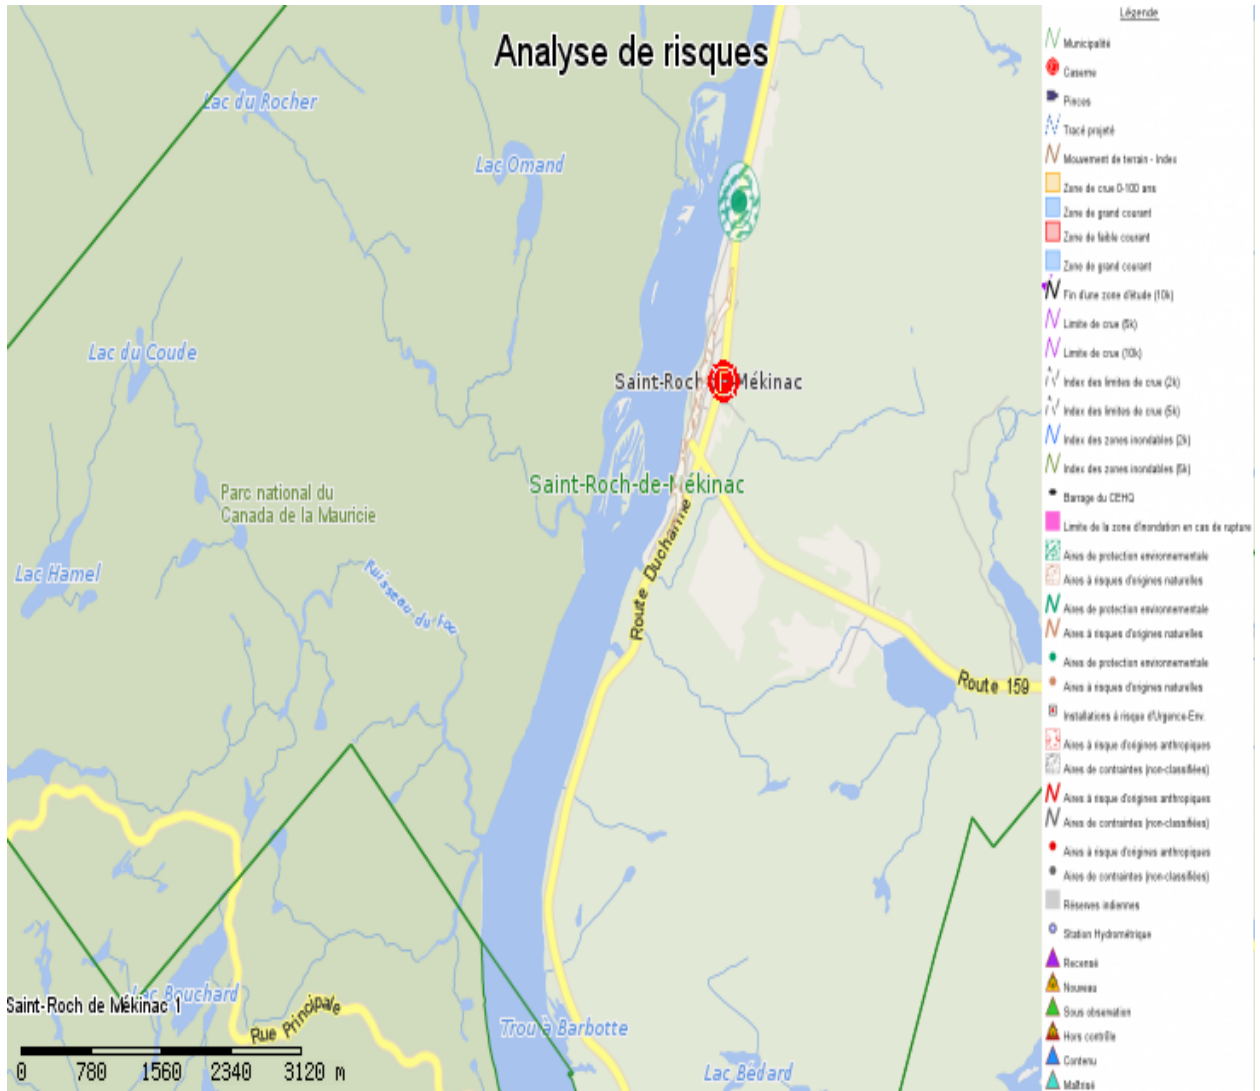 Analyse de risques
Lac du Rocher
Lac Omand
Lac du Coude
Saint-Roch
F
Mékinac
Saint-Roch-de-Mékinac
Parc national du
Canada de la Mauricie
Lac Hamel
Ruisseau du Fou
Route Ducharme
Route 159
Lac Bouchard
Saint-Roch de Mékinac 1
Rue Principale
Trou à Barbotte
Lac Bédard
0 780 1560 2340 3120 m
Légende
Municipalité
Caserne
Pinces
Tracé projeté
Mouvement de terrain - Index
Zone de crue 0-100 ans
Zone de grand courant
Zone de faible courant
Zone de grand courant
Fin d'une zone d'étude (10k)
Limite de crue (5k)
Limite de crue (10k)
Index des limites de crue (2k)
Index des limites de crue (5k)
Index des zones inondables (2k)
Index des zones inondables (5k)
Barrage du CEHQ
Limite de la zone d'inondation en cas de rupture
Aires de protection environnementale
Aires à risques d'origines naturelles
Aires de protection environnementale
Aires à risques d'origines naturelles
Aires de protection environnementale
Aires à risques d'origines naturelles
Installations à risque d'Urgence-Env.
Aires à risque d'origines anthropiques
Aires de contraintes (non-classifiées)
Aires à risque d'origines anthropiques
Aires de contraintes (non-classifiées)
Aires à risque d'origines anthropiques
Aires de contraintes (non-classifiées)
Réserves indiennes
Station Hydrométrique
Recensé
Nouveau
Sous observation
Hors contrôle
Contenu
Maîtrisé